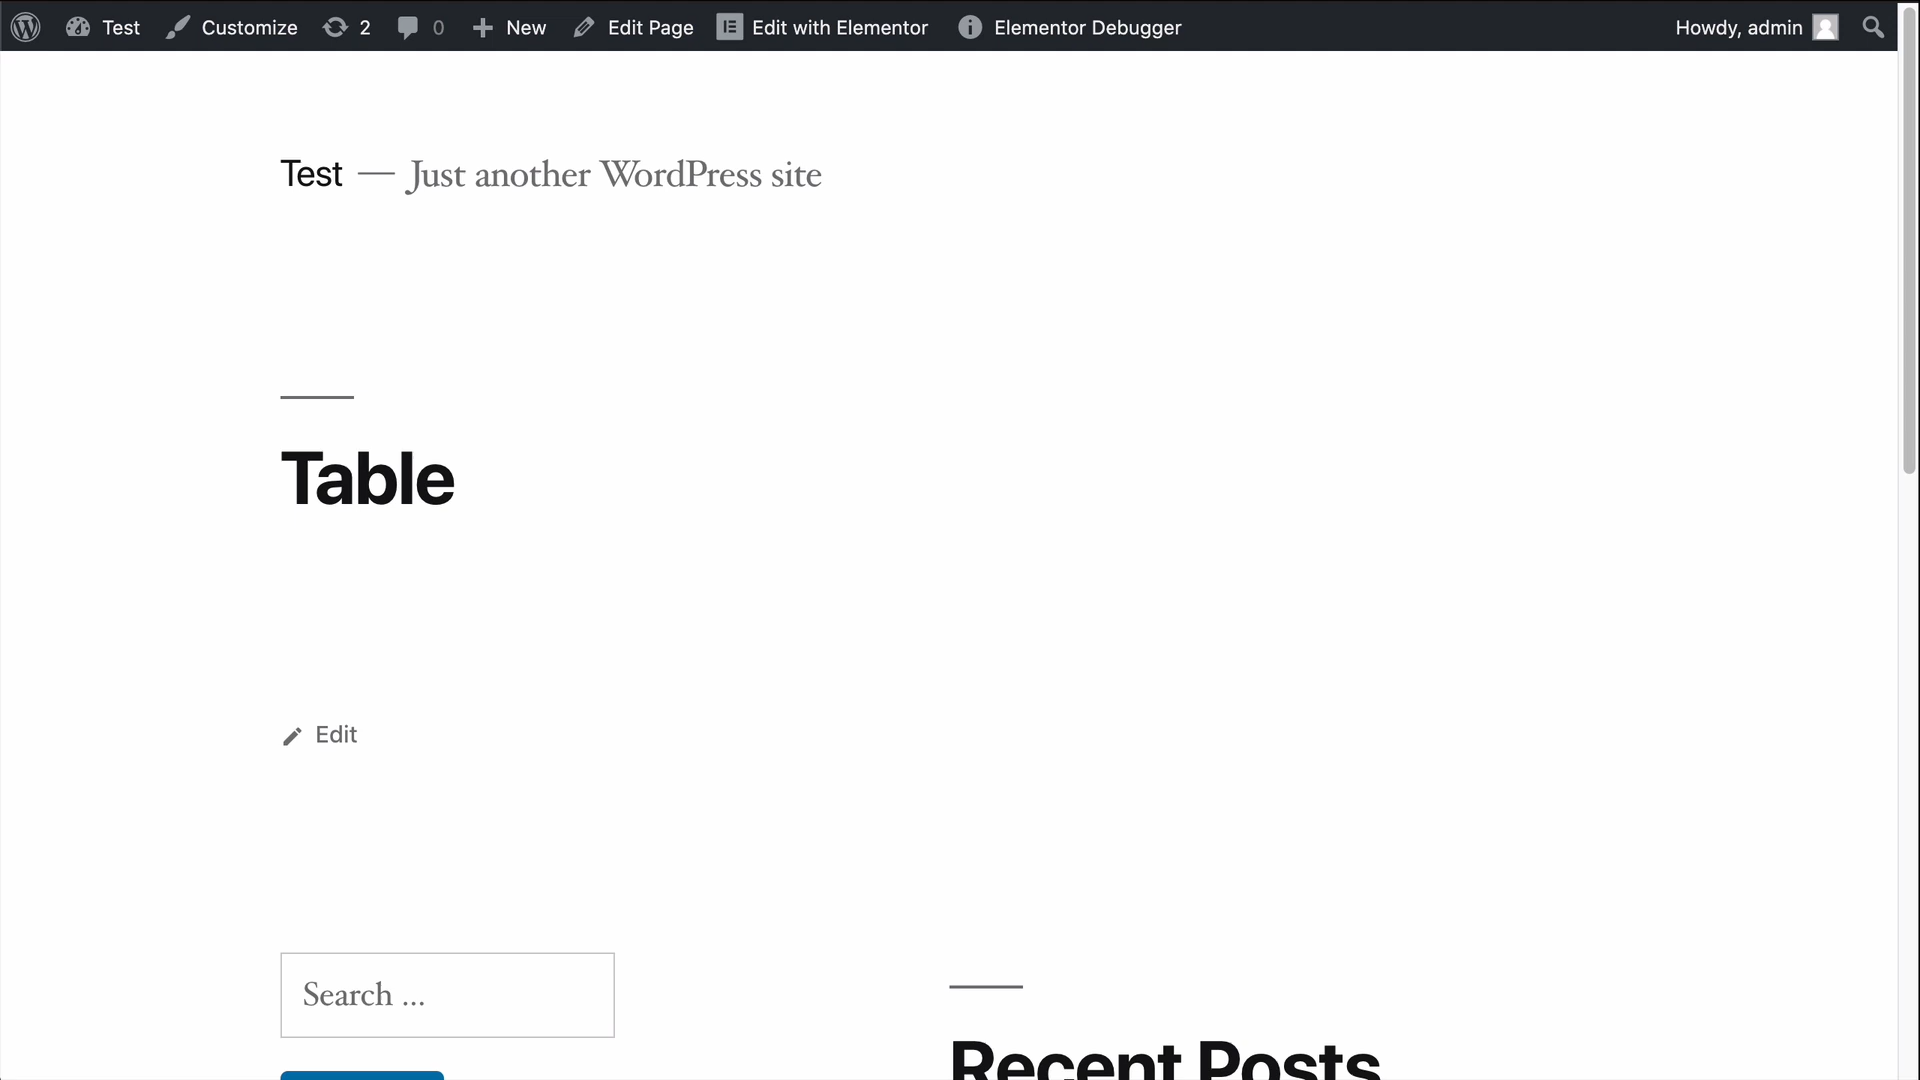 Test Customize 2 0 New Edit Page Edit with Elementor Elementor Debugger Howdy, admin
Test — Just another WordPress site
Table
Edit
Search ...
Recent Posts